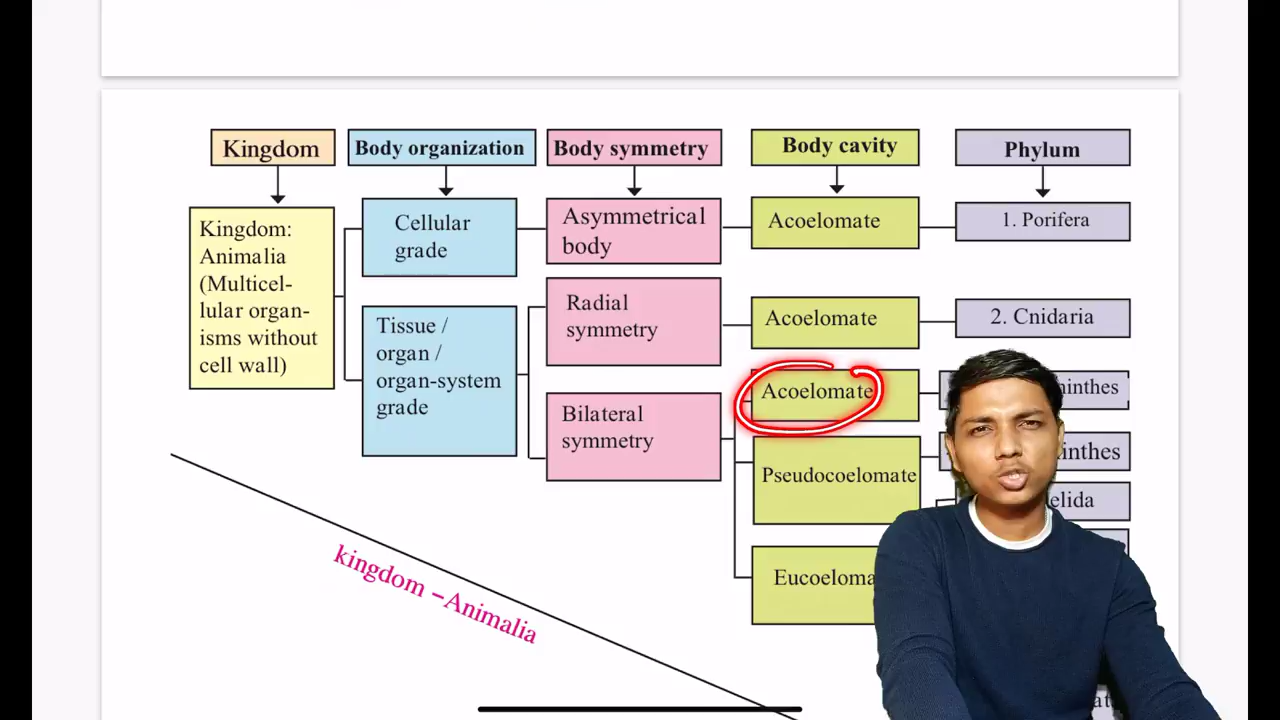 Kingdom
Body organization
Body symmetry
Body cavity
Phylum
Kingdom:
Animalia
(Multicel-
lular organ-
isms without
cell wall)
Cellular
grade
Asymmetrical
body
Acoelomate
1. Porifera
Tissue /
organ /
organ-system
grade
Radial
symmetry
Acoelomate
2. Cnidaria
Bilateral
symmetry
Acoelomate
Pseudocoelomate
kingdom –Animalia